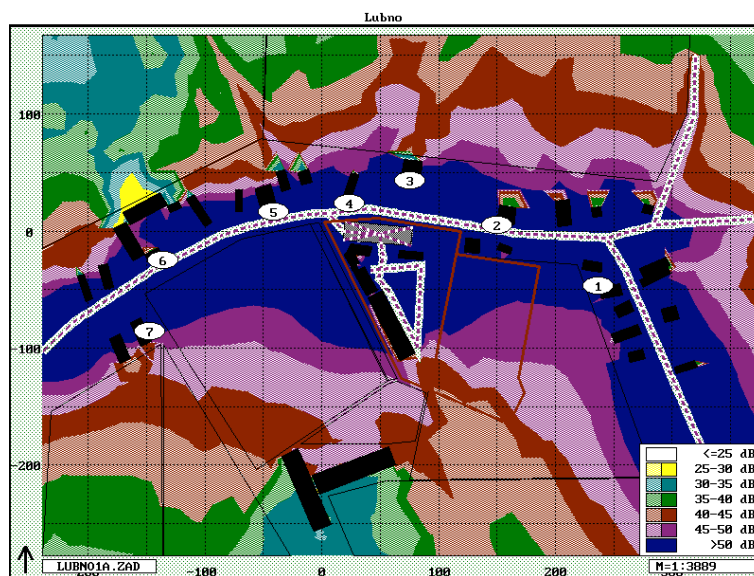 Lubno
100
0
-100
-200
3
4
5
2
6
1
7
<=25 dB
25-30 dB
30-35 dB
35-40 dB
40-45 dB
45-50 dB
>50 dB
LUBNO1A.ZAD
-100
0
100
200
M=1:3889